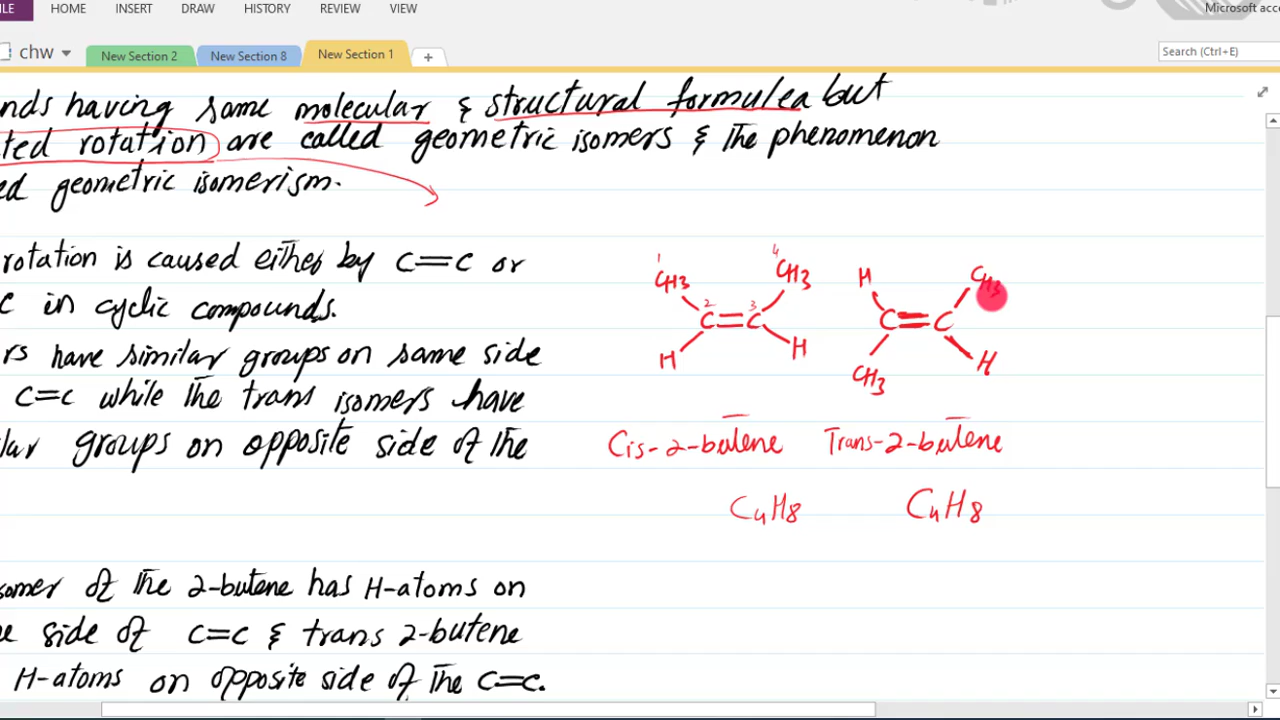 ILE HOME INSERT DRAW HISTORY REVIEW VIEW
Microsoft acc
chw New Section 2 New Section 8 New Section 1 +
Search (Ctrl+E)
nds having same molecular & structural formulea but
ted rotation are called geometric isomers & The phenomenon
ed geometric isomerism.
rotation is caused either by C=C or
C in cyclic compounds.
rs have similar groups on same side
C=C while The trans isomers have
lar groups on opposite side of the
1 4
CH3 CH3 H CH3
2 3
C=C C=C
H H CH3 H
Cis-2-butene Trans-2-butene
C4H8 C4H8
somer of The 2-butene has H-atoms on
e side of C=C & trans 2-butene
H-atoms on opposite side of The C=C.